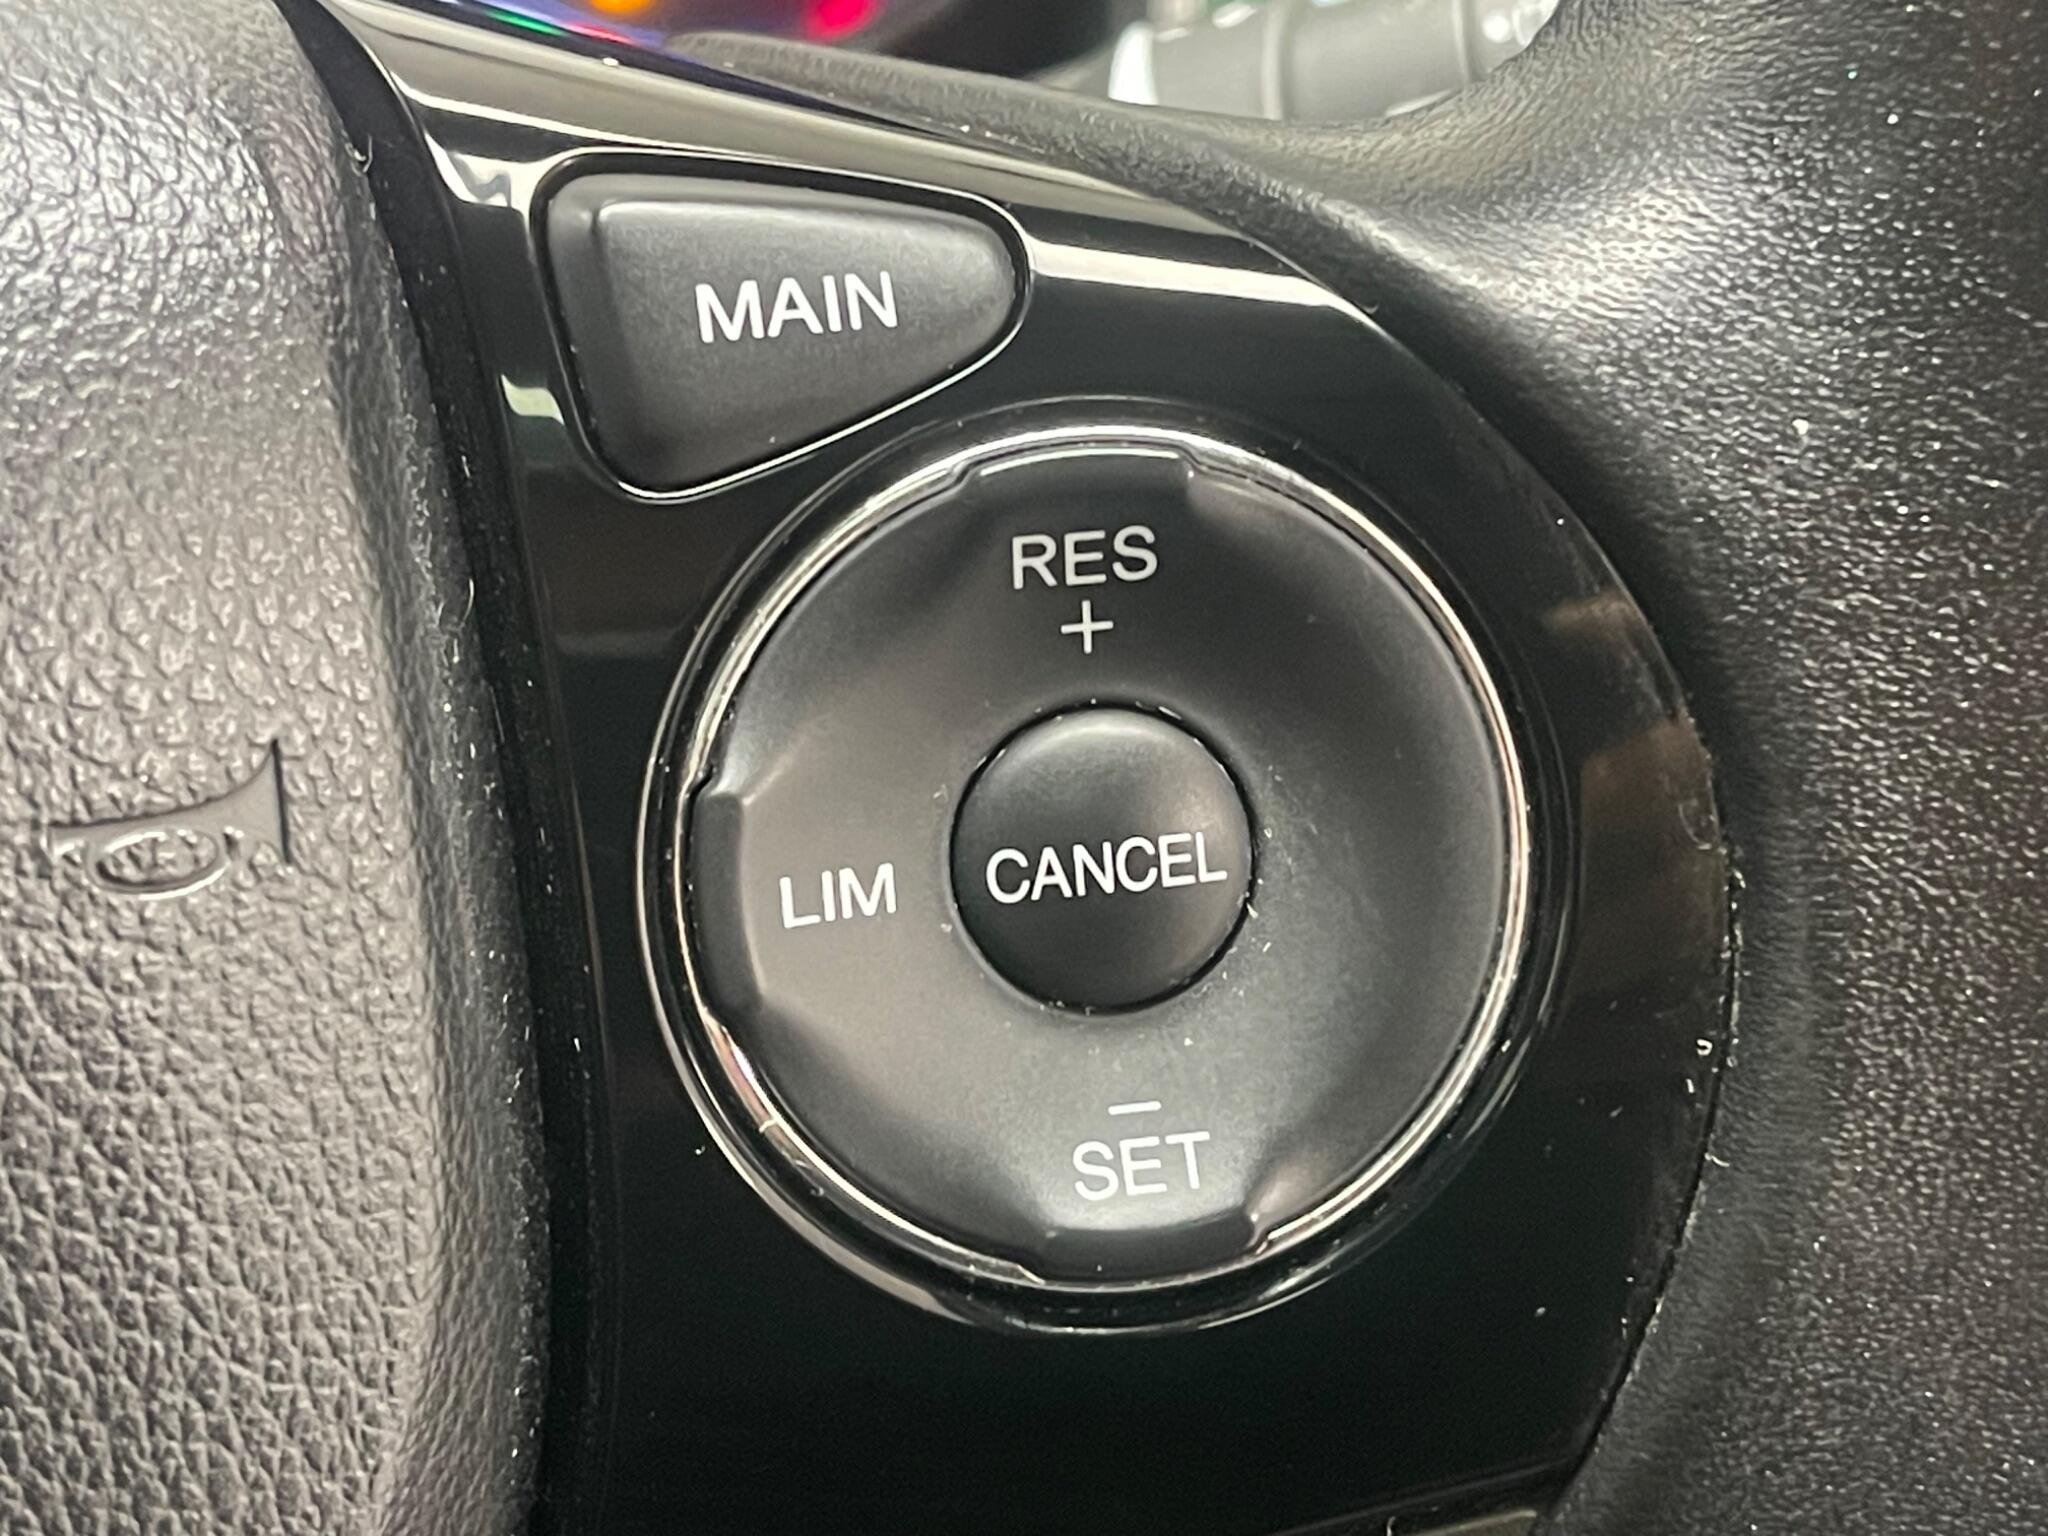 MAIN
RES
+
LIM
CANCEL
–
SET